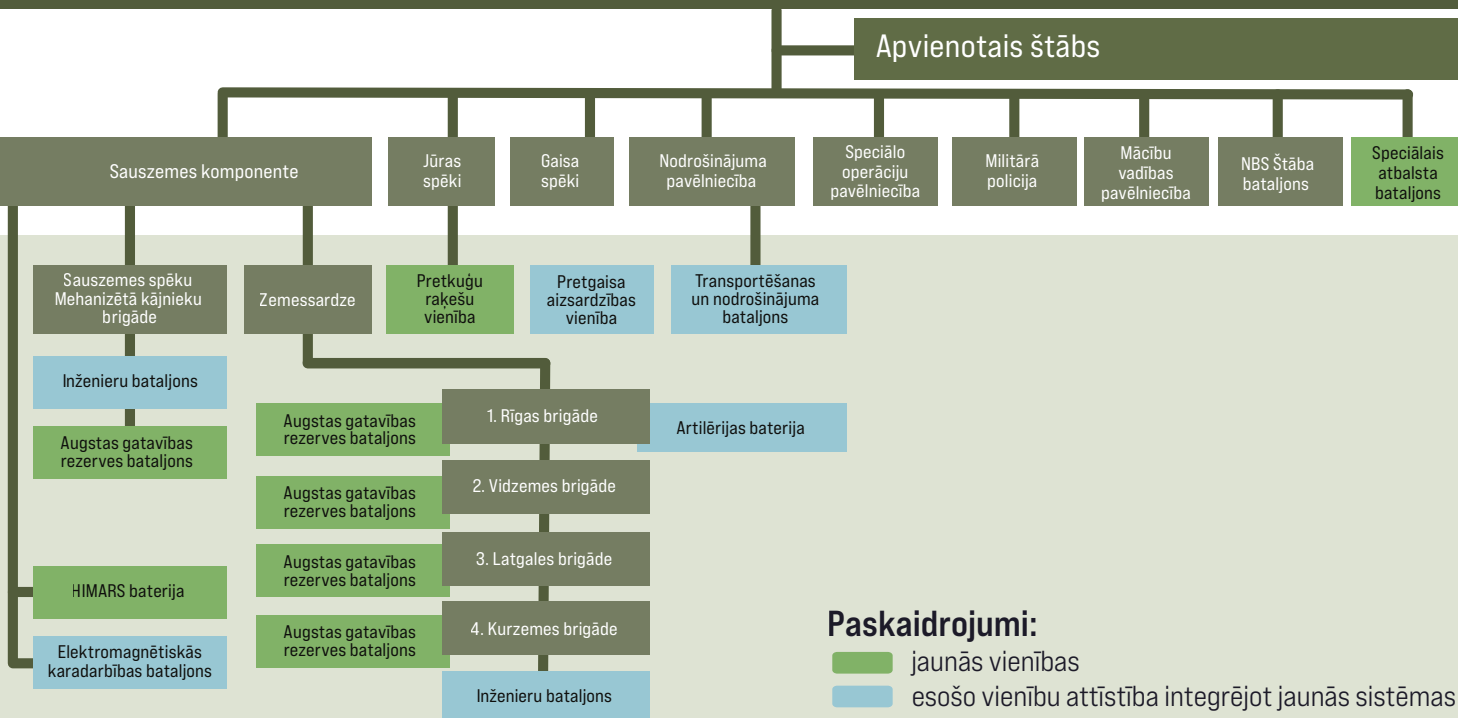 Apvienotais štābs
Sauszemes komponente
Jūras
spēki
Gaisa
spēki
Nodrošinājuma
pavēlniecība
Speciālo
operāciju
pavēlniecība
Militārā
policija
Mācību
vadības
pavēlniecība
NBS Štāba
bataljons
Speciālais
atbalsta
bataljons
Sauszemes spēku
Mehanizētā kājnieku
brigāde
Zemessardze
Pretkuģu
raķešu
vienība
Pretgaisa
aizsardzības
vienība
Transportēšanas
un nodrošinājuma
bataljons
Inženieru bataljons
Augstas gatavības
rezerves bataljons
Augstas gatavības
rezerves bataljons
1. Rīgas brigāde
Artilērijas baterija
Augstas gatavības
rezerves bataljons
2. Vidzemes brigāde
Augstas gatavības
rezerves bataljons
3. Latgales brigāde
Augstas gatavības
rezerves bataljons
4. Kurzemes brigāde
Inženieru bataljons
HIMARS baterija
Elektromagnētiskās
karadarbības bataljons
Paskaidrojumi:
jaunās vienības
esošo vienību attīstība integrējot jaunās sistēmas